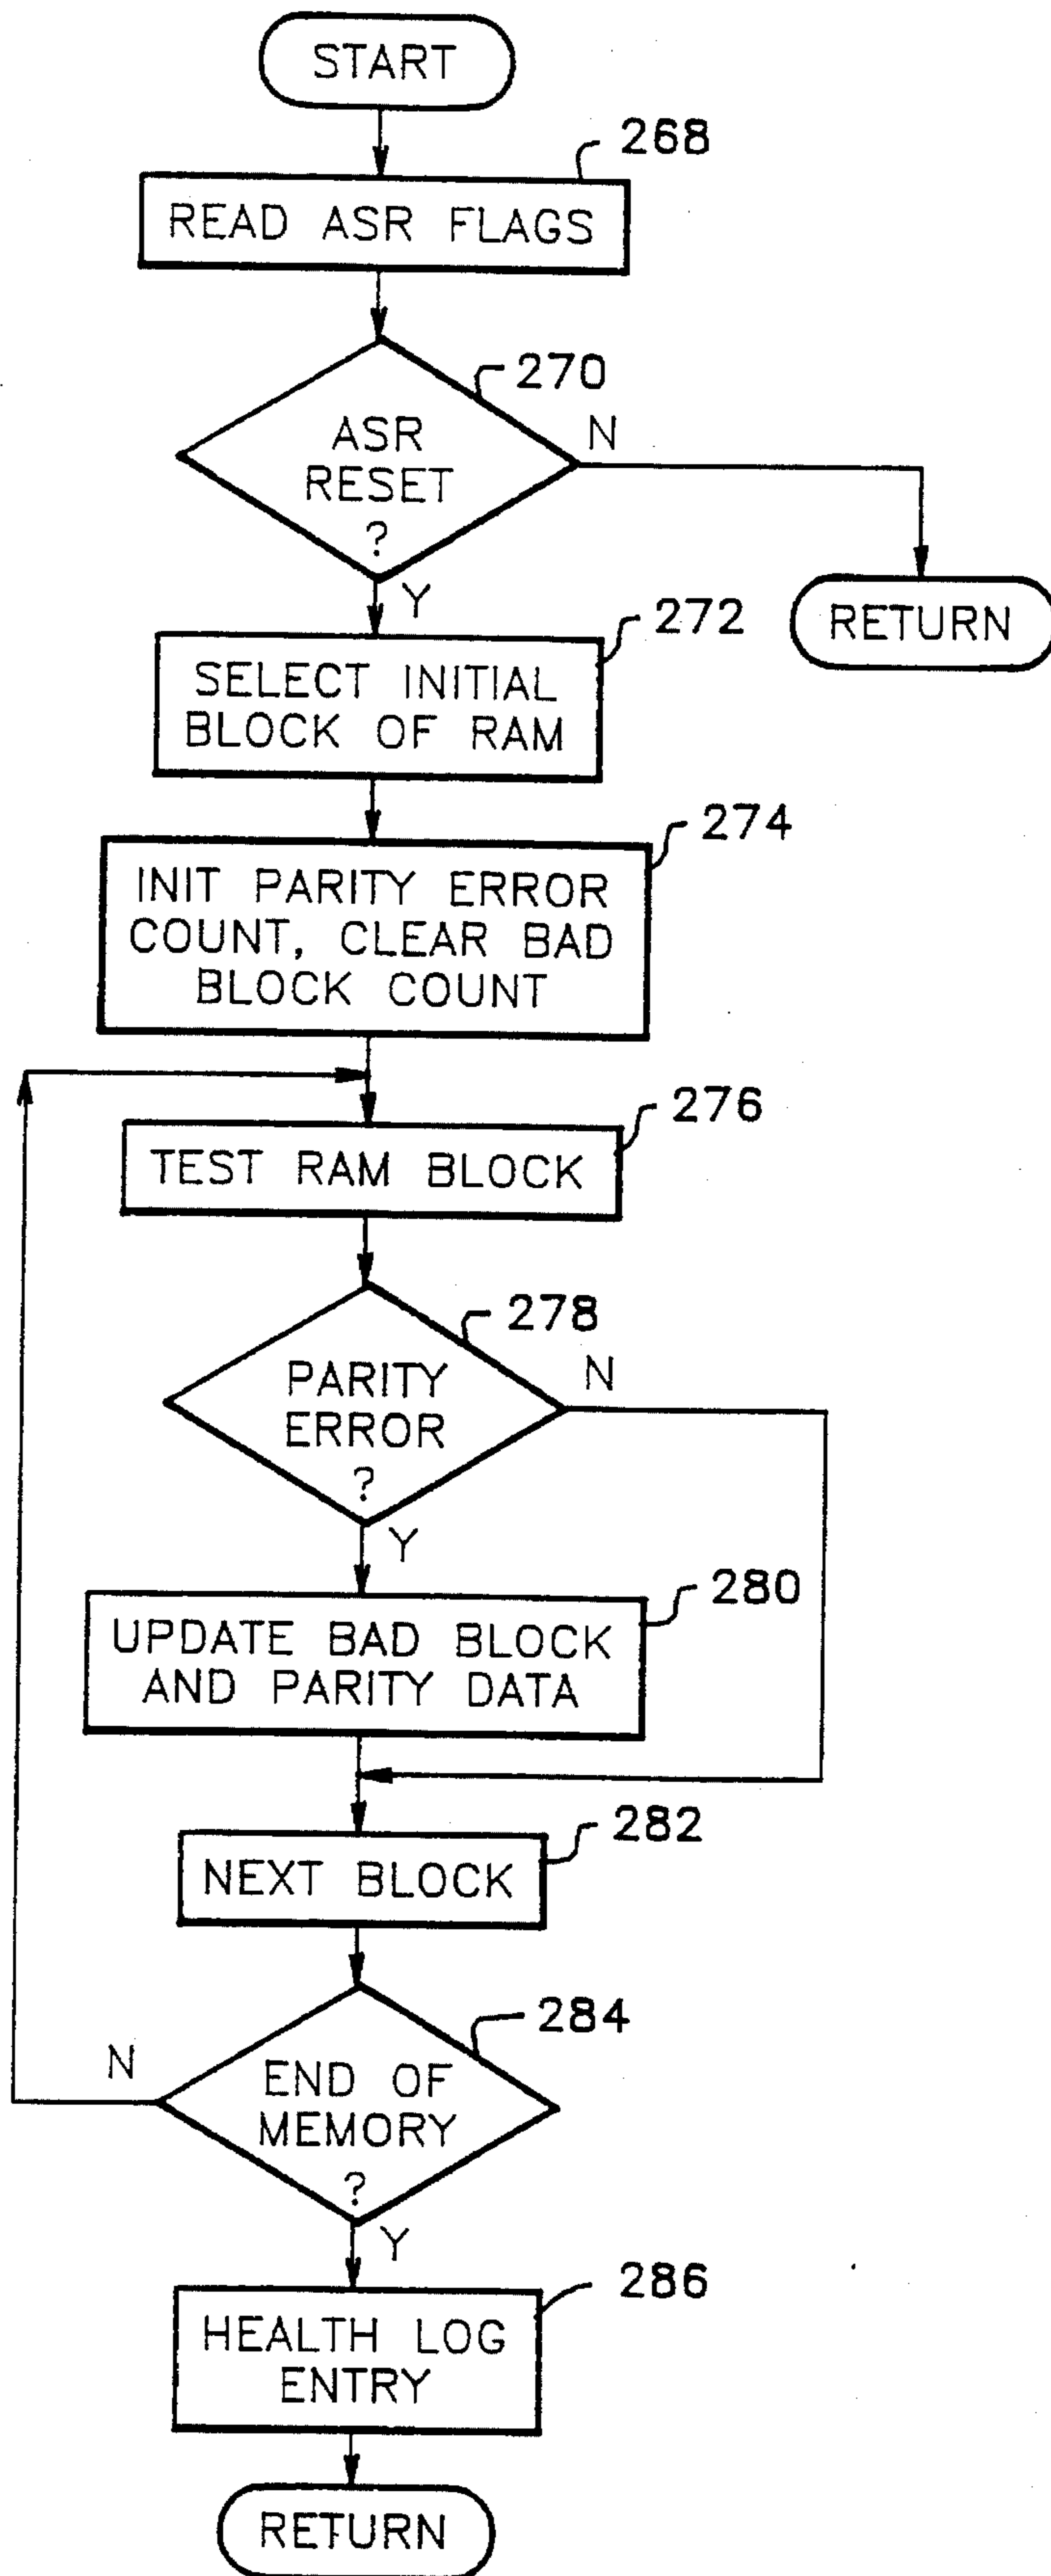 START
268
READ ASR FLAGS
270
ASR
RESET
?
N
Y
RETURN
272
SELECT INITIAL
BLOCK OF RAM
274
INIT PARITY ERROR
COUNT, CLEAR BAD
BLOCK COUNT
276
TEST RAM BLOCK
278
PARITY
ERROR
?
N
Y
280
UPDATE BAD BLOCK
AND PARITY DATA
282
NEXT BLOCK
284
END OF
MEMORY
?
N
Y
286
HEALTH LOG
ENTRY
RETURN